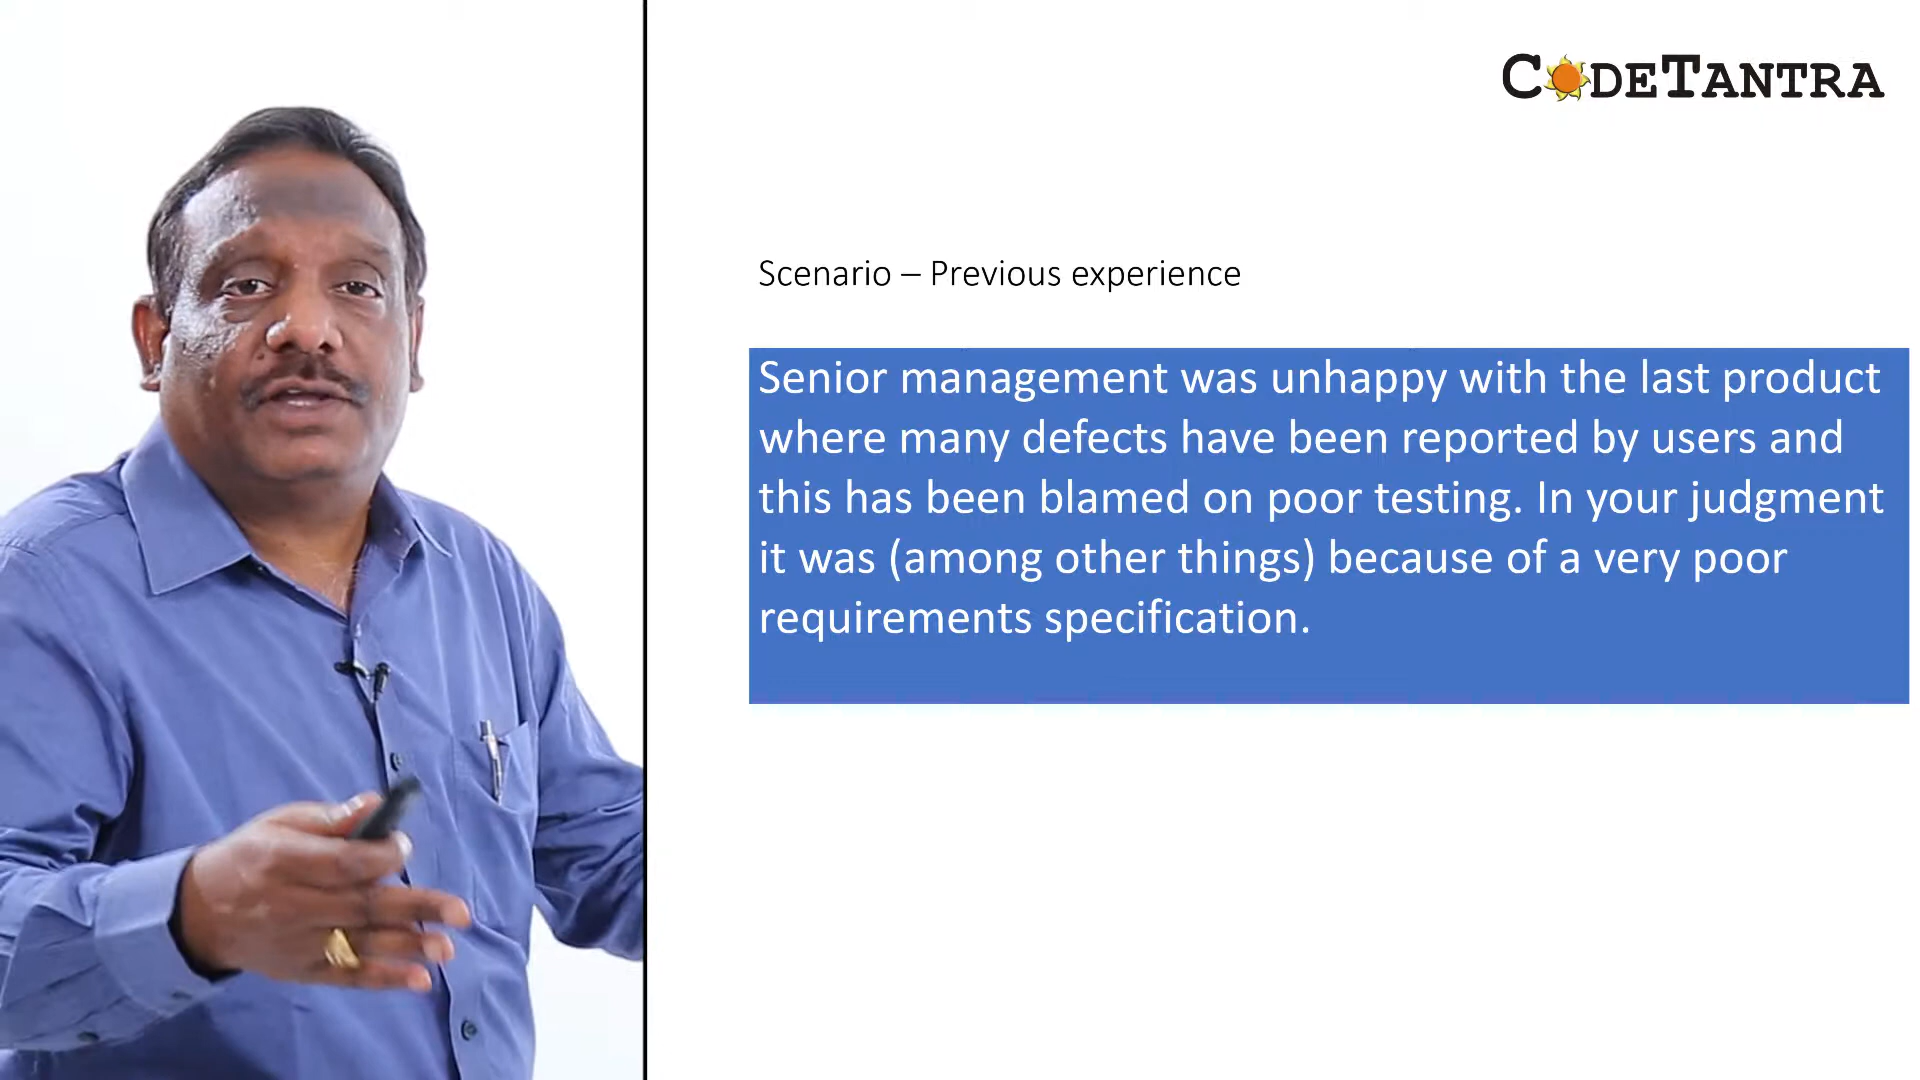 CODETANTRA
Scenario – Previous experience
Senior management was unhappy with the last product
where many defects have been reported by users and
this has been blamed on poor testing. In your judgment
it was (among other things) because of a very poor
requirements specification.